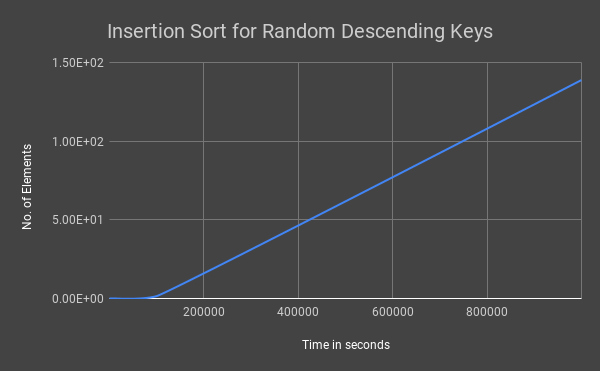 Insertion Sort for Random Descending Keys
1.50E+02
1.00E+02
5.00E+01
0.00E+00
No. of Elements
200000 400000 600000 800000
Time in seconds